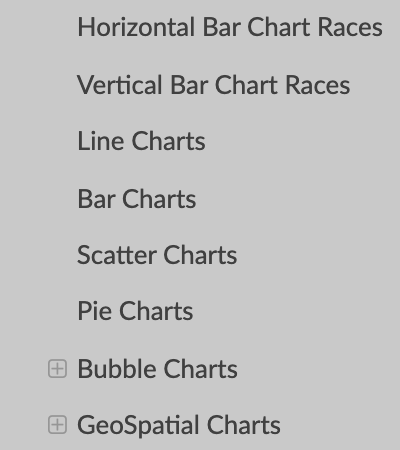 Horizontal Bar Chart Races
Vertical Bar Chart Races
Line Charts
Bar Charts
Scatter Charts
Pie Charts
Bubble Charts
GeoSpatial Charts